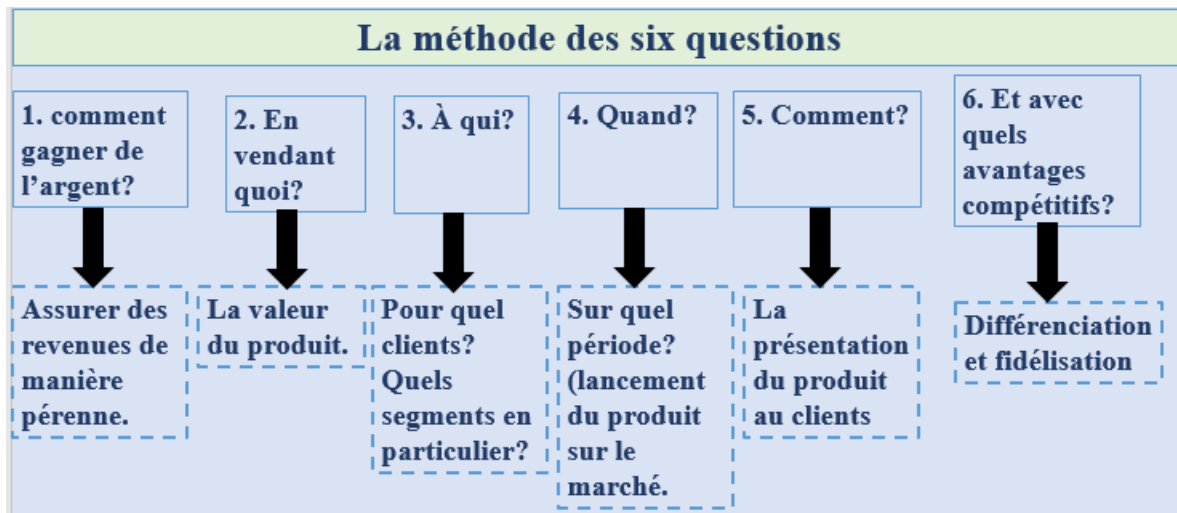 La méthode des six questions
1. comment
gagner de
l'argent?
2. En
vendant
quoi?
3. À qui?
4. Quand?
5. Comment?
6. Et avec
quels
avantages
compétitifs?
Assurer des
revenues de
manière
pérenne.
La valeur
du produit.
Pour quel
clients?
Quels
segments en
particulier?
Sur quel
période?
(lancement
du produit
sur le
marché.
La
présentation
du produit
au clients
Différenciation
et fidélisation